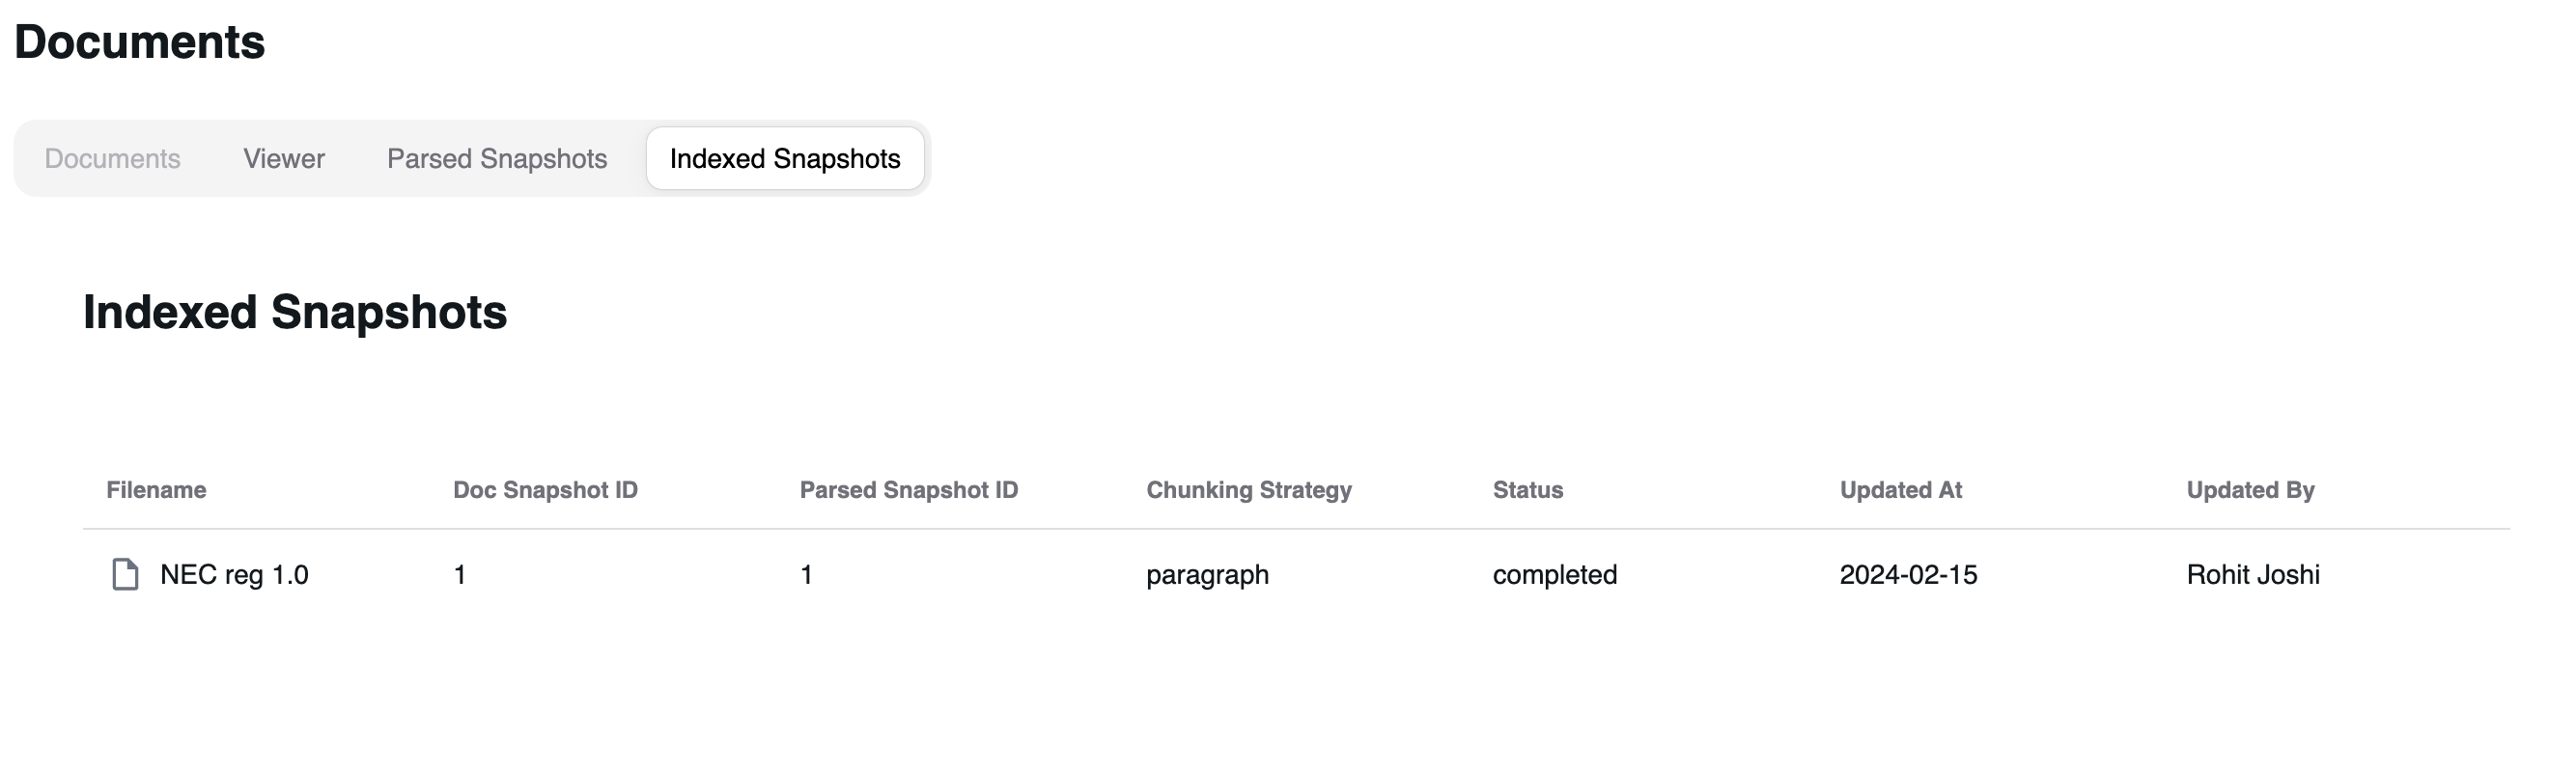 Documents
Documents Viewer Parsed Snapshots Indexed Snapshots
Indexed Snapshots
Filename Doc Snapshot ID Parsed Snapshot ID Chunking Strategy Status Updated At Updated By
NEC reg 1.0 1 1 paragraph completed 2024-02-15 Rohit Joshi